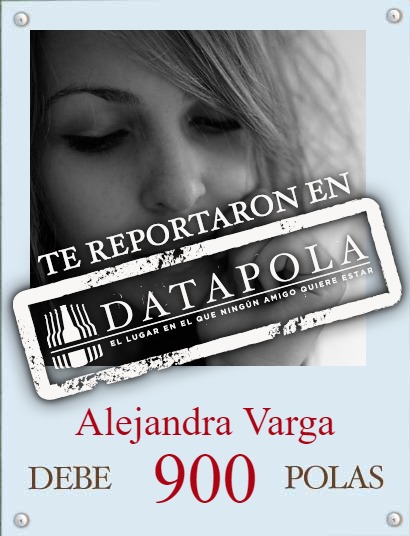 TE REPORTARON EN
DATAPOLA
EL LUGAR EN EL QUE NINGÚN AMIGO QUIERE ESTAR
Alejandra Varga
DEBE 900 POLAS